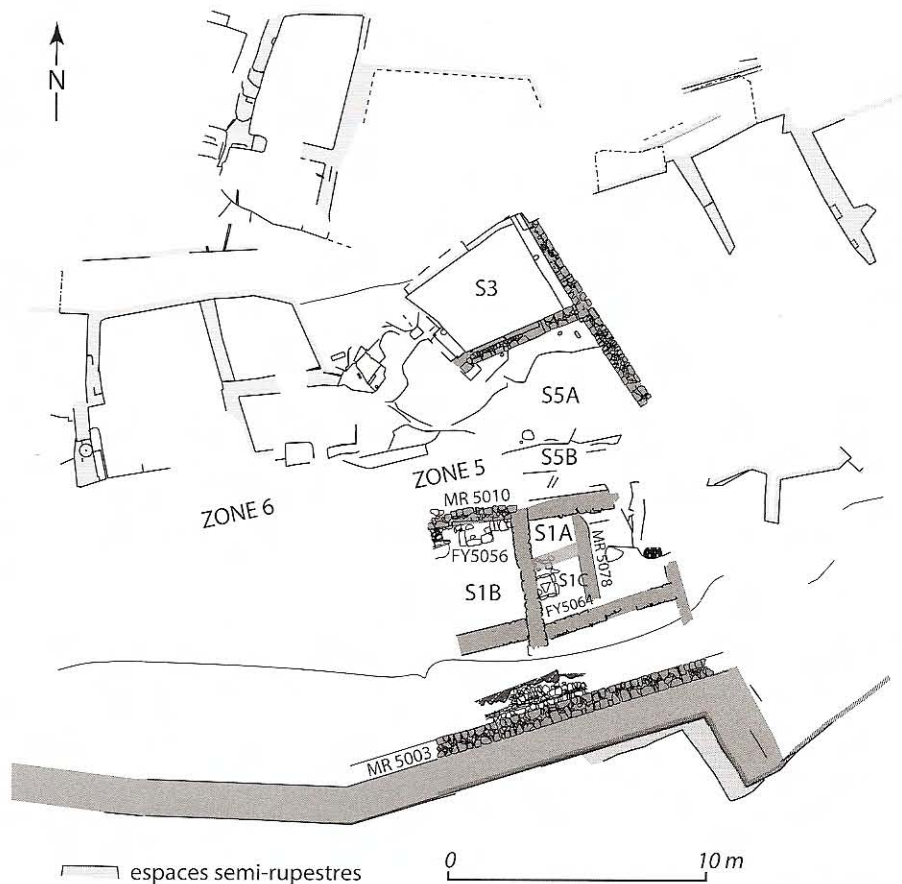 N
S3
S5A
ZONE 5
S5B
ZONE 6
MR 5010
S1A
FY5056
MR 5078
S1B
S1C
FY5064
MR 5003
0 10 m
espaces semi-rupestres